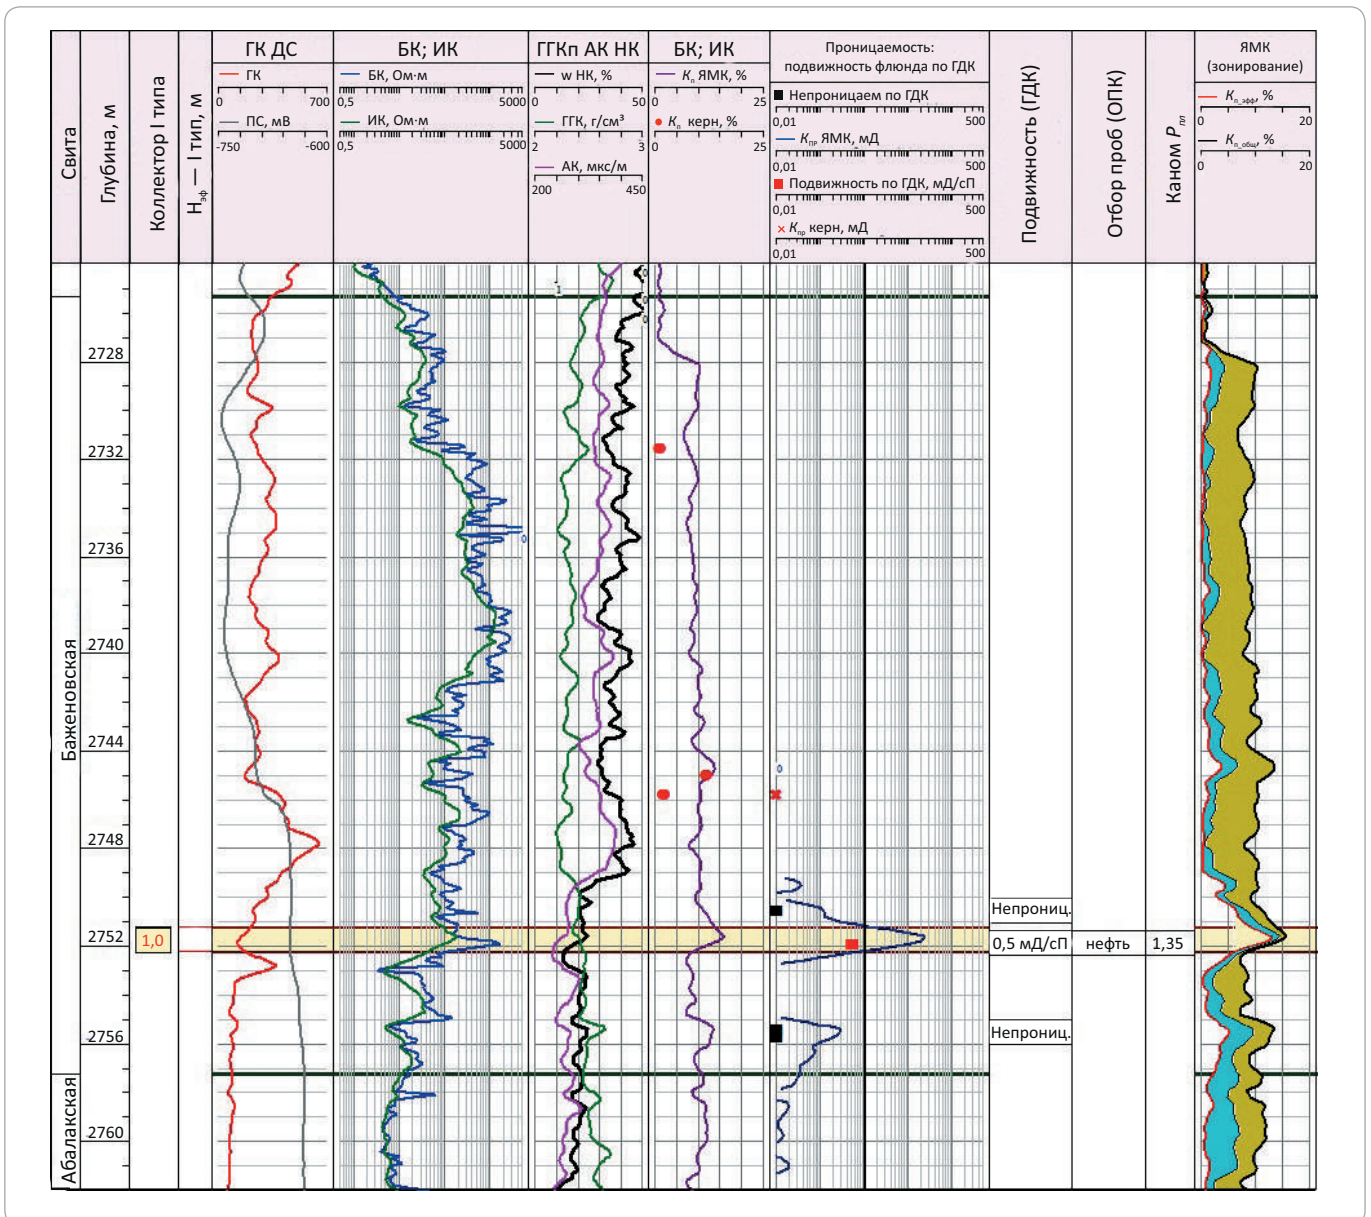 Свита
Глубина, м
Коллектор I типа
Hэф — I тип, м
ГК ДС
ГК
0 700
ПС, мВ
-750 -600
БК; ИК
БК, Ом·м
0,5 5000
ИК, Ом·м
0,5 5000
ГГКп АК НК
w НК, %
0 50
ГГК, г/см³
2 3
АК, мкс/м
200 450
БК; ИК
Kп ЯМК, %
0 25
Kп керн, %
0 25
Проницаемость:
подвижность флюнда по ГДК
Непроницаем по ГДК
0,01 500
KПР ЯМК, мД
0,01 500
Подвижность по ГДК, мД/сП
0,01 500
Kпр керн, мД
0,01 500
Подвижность (ГДК)
Отбор проб (ОПК)
Каном Pпл
ЯМК
(зонирование)
Kп_эфф, %
0 20
Kп_общ, %
0 20
Баженовская
Абалакская
2728
2732
2736
2740
2744
2748
2752
2756
2760
1,0
1
0
0
0
0
0
Непрониц.
0,5 мД/сП нефть 1,35
Непрониц.